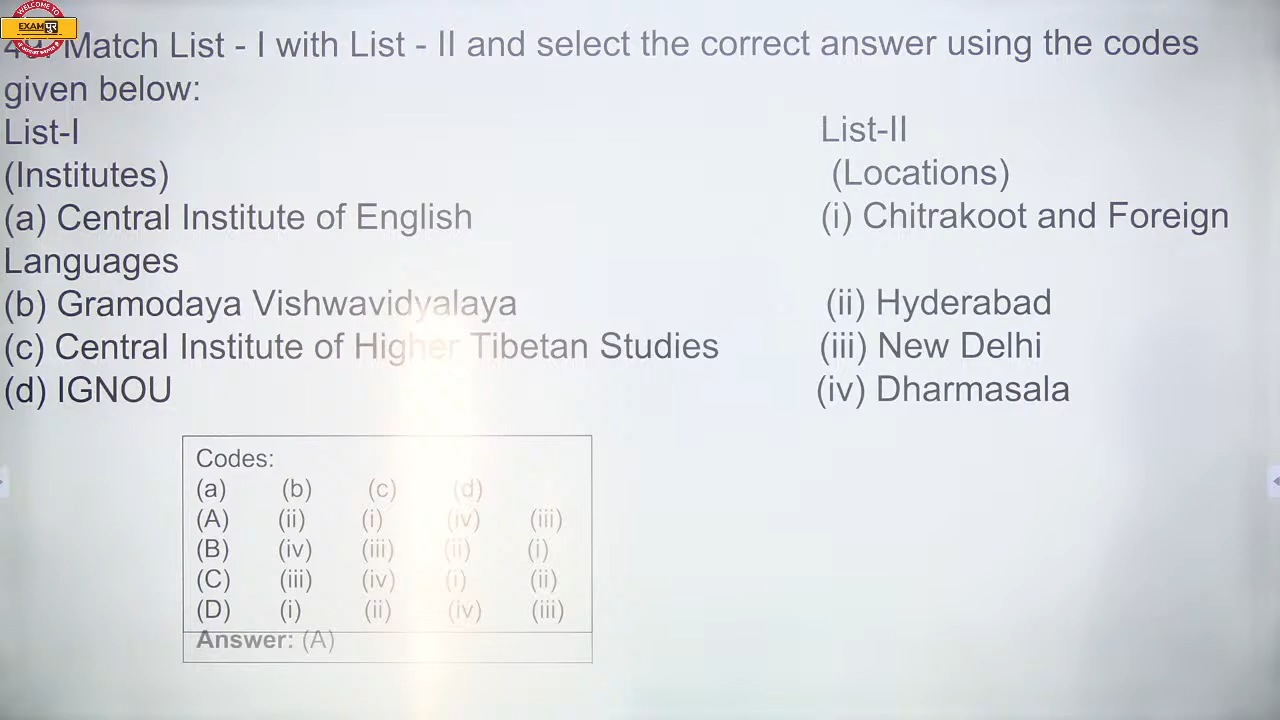 WELCOME TO
EXAM पुर
Match List - I with List - II and select the correct answer using the codes
given below:
List-I List-II
(Institutes) (Locations)
(a) Central Institute of English (i) Chitrakoot and Foreign
Languages
(b) Gramodaya Vishwavidyalaya (ii) Hyderabad
(c) Central Institute of Higher Tibetan Studies (iii) New Delhi
(d) IGNOU (iv) Dharmasala
Codes:
(a) (b) (c) (d)
(A) (ii) (i) (iv) (iii)
(B) (iv) (iii) (ii) (i)
(C) (iii) (iv) (i) (ii)
(D) (i) (ii) (iv) (iii)
Answer: (A)